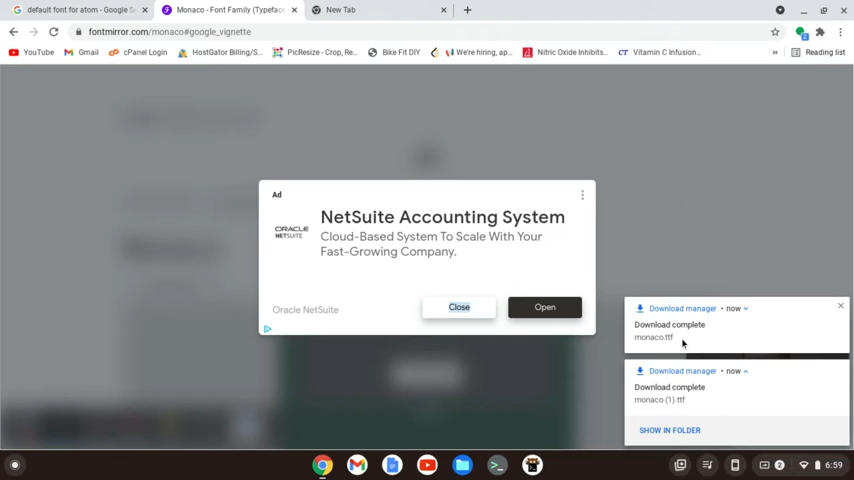 default font for atom - Google S
Monaco - Font Family (Typeface
New Tab
fontmirror.com/monaco#google_vignette
YouTube
Gmail
cPanel Login
HostGator Billing/S...
PicResize - Crop, Re...
Bike Fit DIY
We're hiring, ap...
Nitric Oxide Inhibits...
CT Vitamin C Infusion...
»
Reading list
Ad
NetSuite Accounting System
ORACLE
NETSUITE
Cloud-Based System To Scale With Your
Fast-Growing Company.
Oracle NetSuite
Close
Open
Download manager • now
Download complete
monaco.ttf
Download manager • now
Download complete
monaco (1).ttf
SHOW IN FOLDER
2
6:59